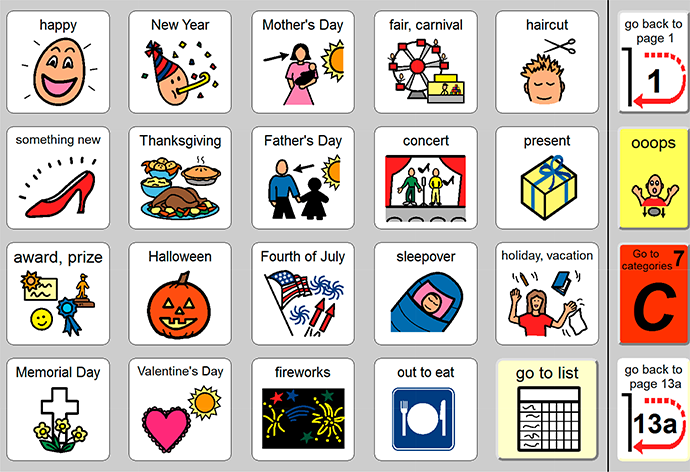 happy
New Year
Mother's Day
fair, carnival
haircut
go back to
page 1
1
something new
Thanksgiving
Father's Day
concert
present
ooops
award, prize
Halloween
Fourth of July
sleepover
holiday, vacation
Go to
categories 7
C
Memorial Day
Valentine's Day
fireworks
out to eat
go to list
go back to
page 13a
13a